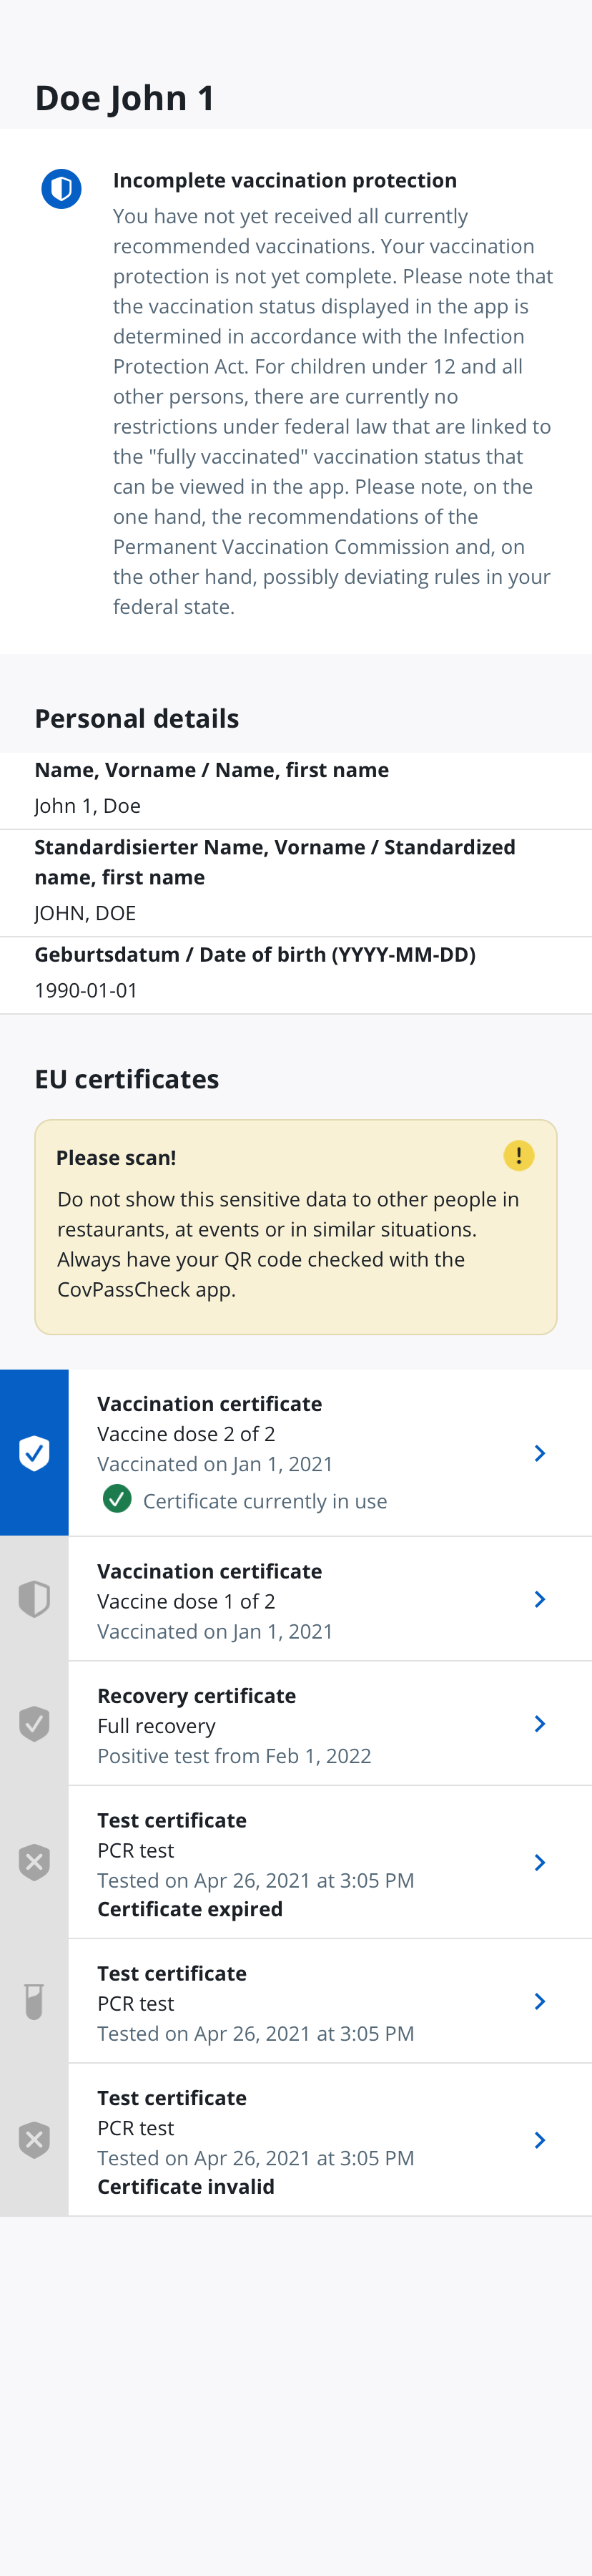 Doe John 1
Incomplete vaccination protection
You have not yet received all currently
recommended vaccinations. Your vaccination
protection is not yet complete. Please note that
the vaccination status displayed in the app is
determined in accordance with the Infection
Protection Act. For children under 12 and all
other persons, there are currently no
restrictions under federal law that are linked to
the "fully vaccinated" vaccination status that
can be viewed in the app. Please note, on the
one hand, the recommendations of the
Permanent Vaccination Commission and, on
the other hand, possibly deviating rules in your
federal state.
Personal details
Name, Vorname / Name, first name
John 1, Doe
Standardisierter Name, Vorname / Standardized
name, first name
JOHN, DOE
Geburtsdatum / Date of birth (YYYY-MM-DD)
1990-01-01
EU certificates
Please scan!
Do not show this sensitive data to other people in
restaurants, at events or in similar situations.
Always have your QR code checked with the
CovPassCheck app.
Vaccination certificate
Vaccine dose 2 of 2
Vaccinated on Jan 1, 2021
Certificate currently in use
Vaccination certificate
Vaccine dose 1 of 2
Vaccinated on Jan 1, 2021
Recovery certificate
Full recovery
Positive test from Feb 1, 2022
Test certificate
PCR test
Tested on Apr 26, 2021 at 3:05 PM
Certificate expired
Test certificate
PCR test
Tested on Apr 26, 2021 at 3:05 PM
Test certificate
PCR test
Tested on Apr 26, 2021 at 3:05 PM
Certificate invalid